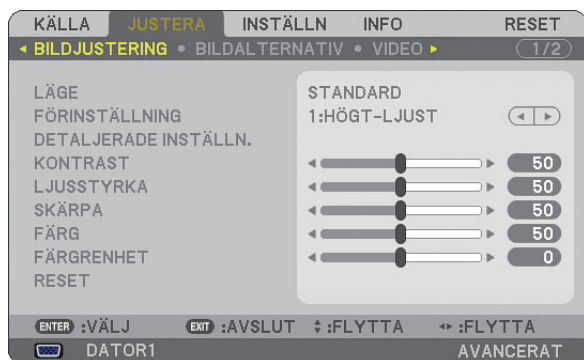 KÄLLA JUSTERA INSTÄLLN INFO RESET
BILDJUSTERING • BILDALTERNATIV • VIDEO 1/2
LÄGE STANDARD
FÖRINSTÄLLNING 1:HÖGT-LJUST
DETALJERADE INSTÄLLN.
KONTRAST 50
LJUSSTYRKA 50
SKÄRPA 50
FÄRG 50
FÄRGRENHET 0
RESET
ENTER :VÄLJ EXIT :AVSLUT :FLYTTA :FLYTTA
DATOR1 AVANCERAT